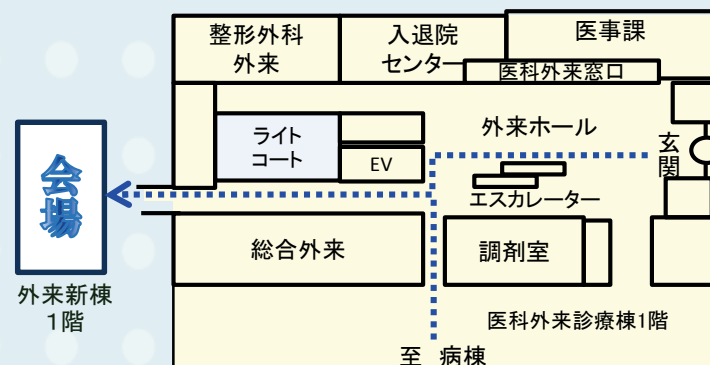 整形外科
外来
入退院
センター
医事課
医科外来窓口
ライト
コート
EV
外来ホール
玄関
エスカレーター
会場
総合外来
調剤室
外来新棟
1階
医科外来診療棟1階
至 病棟